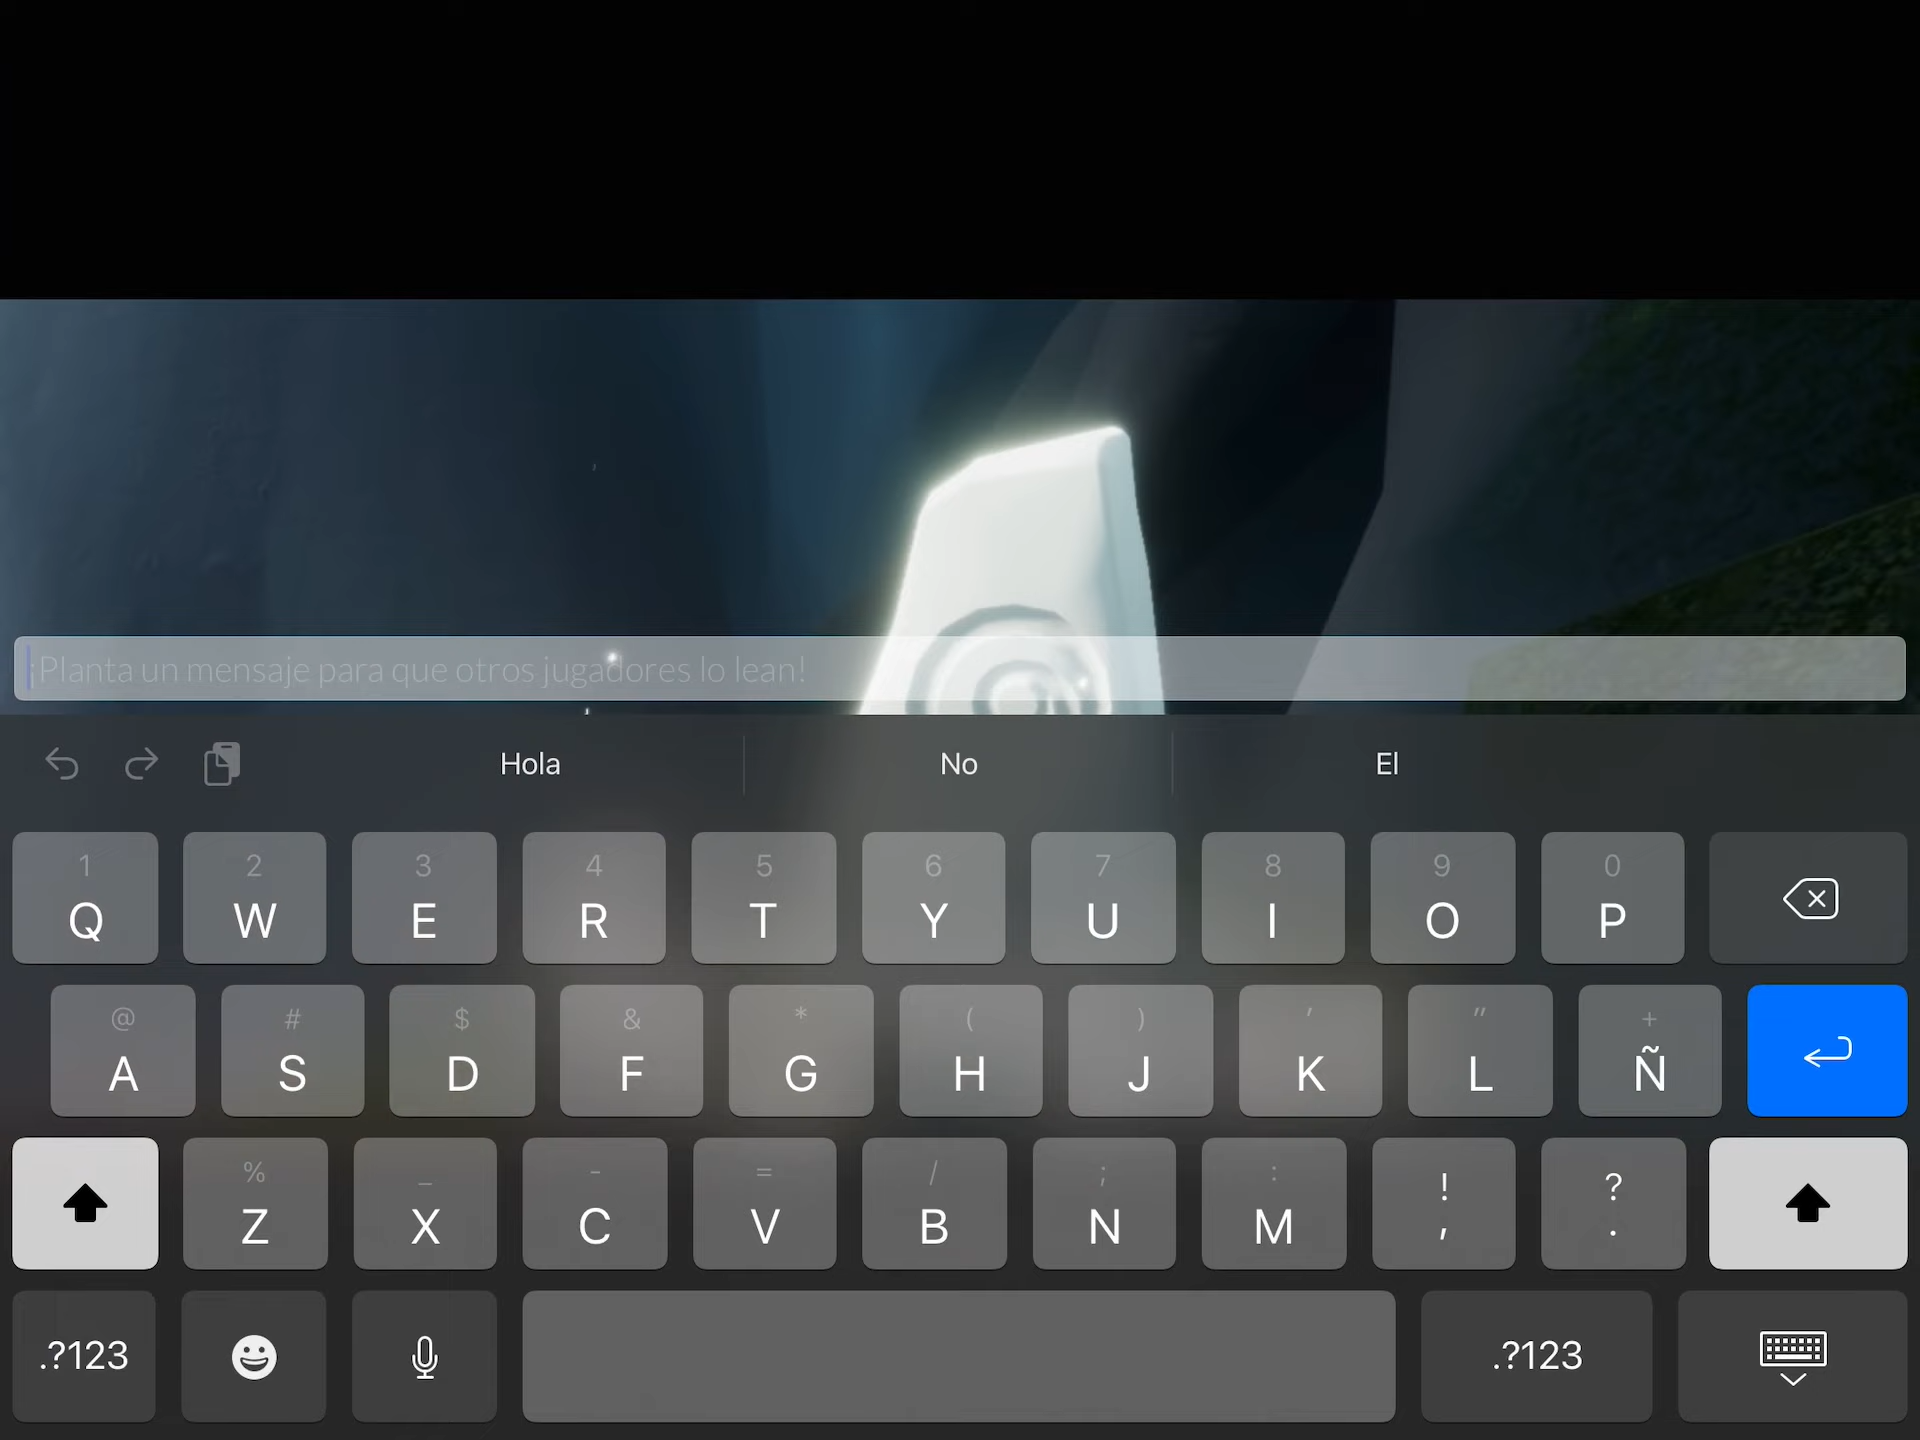 ¡Planta un mensaje para que otros jugadores lo lean!
Hola No El
1 2 3 4 5 6 7 8 9 0
Q W E R T Y U I O P
@ # $ & * ( ) ' " +
A S D F G H J K L Ñ
% _ - = / ; : ! ?
Z X C V B N M , .
.?123 .?123